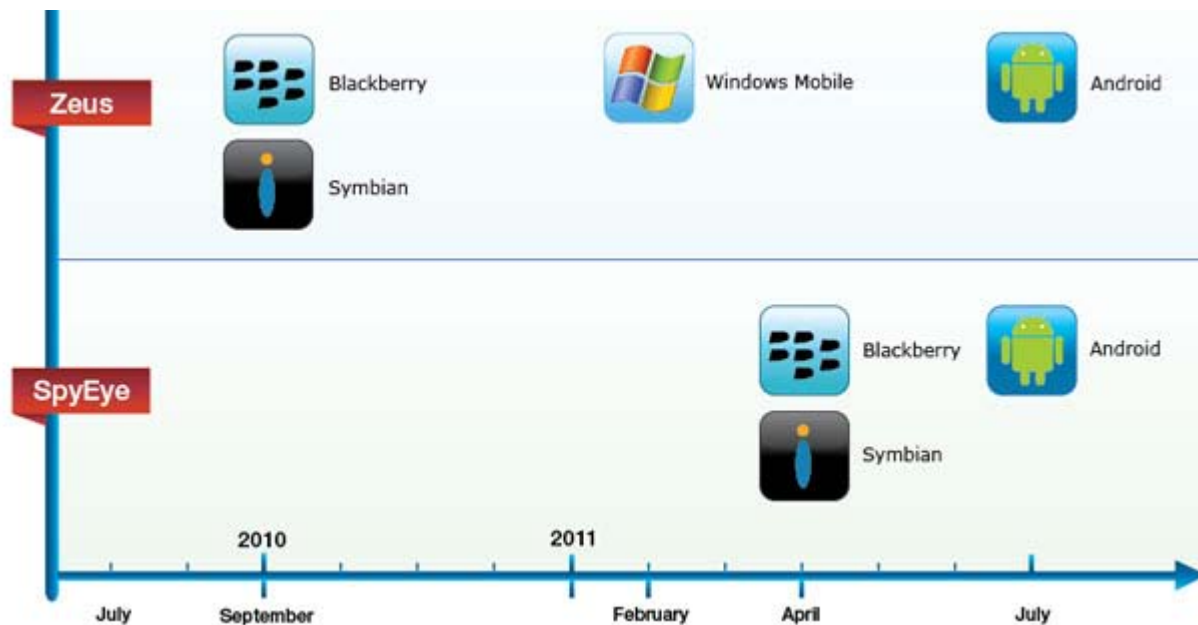 Zeus
Blackberry
Windows Mobile
Android
Symbian
SpyEye
Blackberry
Android
Symbian
2010
2011
July
September
February
April
July